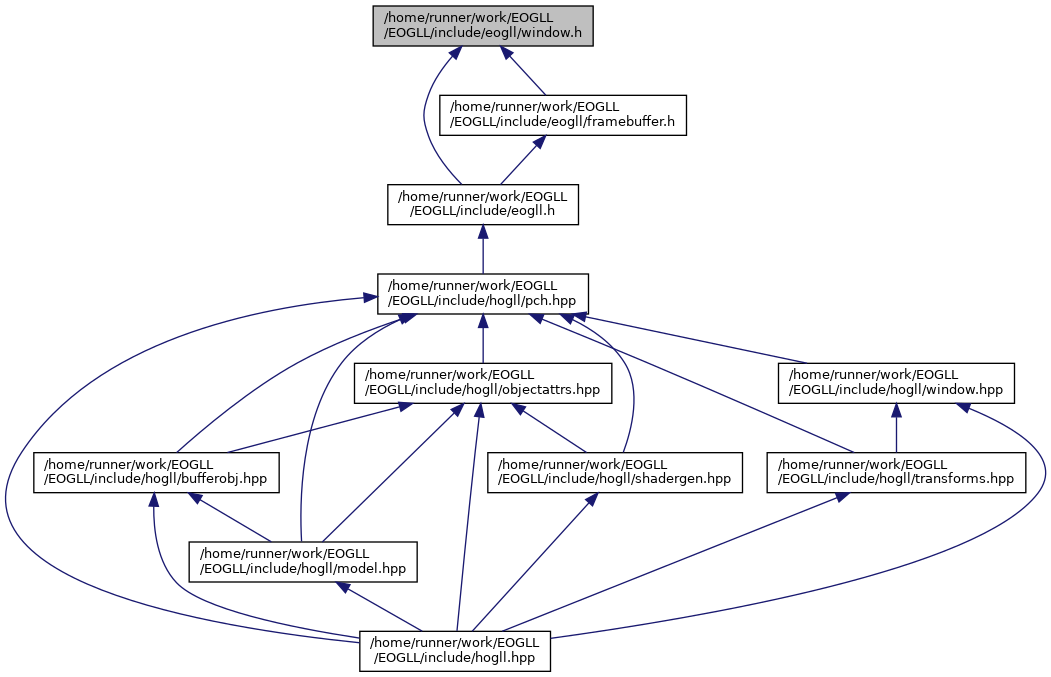 /home/runner/work/EOGLL
/EOGLL/include/eogll/window.h
/home/runner/work/EOGLL
/EOGLL/include/eogll/framebuffer.h
/home/runner/work/EOGLL
/EOGLL/include/eogll.h
/home/runner/work/EOGLL
/EOGLL/include/hogll/pch.hpp
/home/runner/work/EOGLL
/EOGLL/include/hogll/objectattrs.hpp
/home/runner/work/EOGLL
/EOGLL/include/hogll/window.hpp
/home/runner/work/EOGLL
/EOGLL/include/hogll/bufferobj.hpp
/home/runner/work/EOGLL
/EOGLL/include/hogll/shadergen.hpp
/home/runner/work/EOGLL
/EOGLL/include/hogll/transforms.hpp
/home/runner/work/EOGLL
/EOGLL/include/hogll/model.hpp
/home/runner/work/EOGLL
/EOGLL/include/hogll.hpp